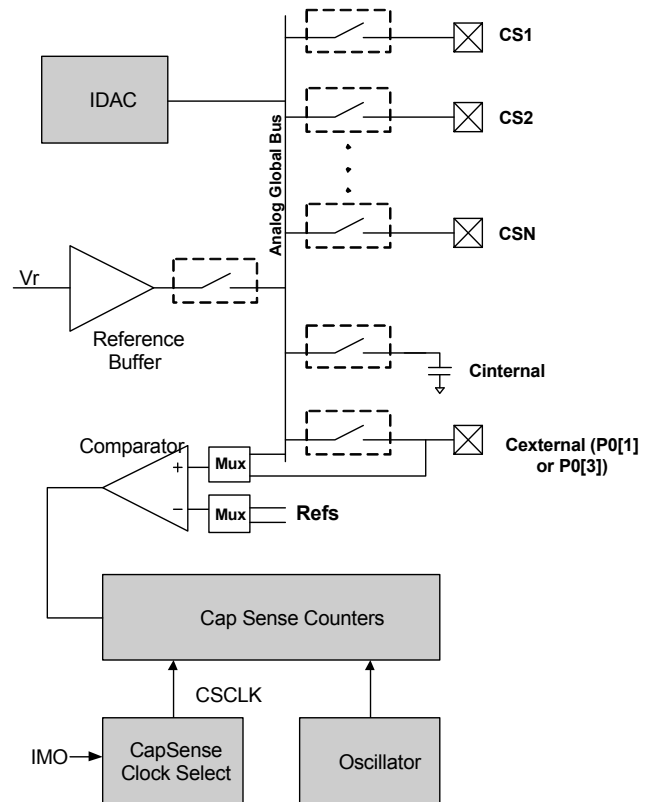 CS1
IDAC
CS2
Analog Global Bus
CSN
Vr
Reference
Buffer
Cinternal
Comparator
+
Mux
Cexternal (P0[1]
or P0[3])
−
Mux
Refs
Cap Sense Counters
CSCLK
IMO
CapSense
Clock Select
Oscillator